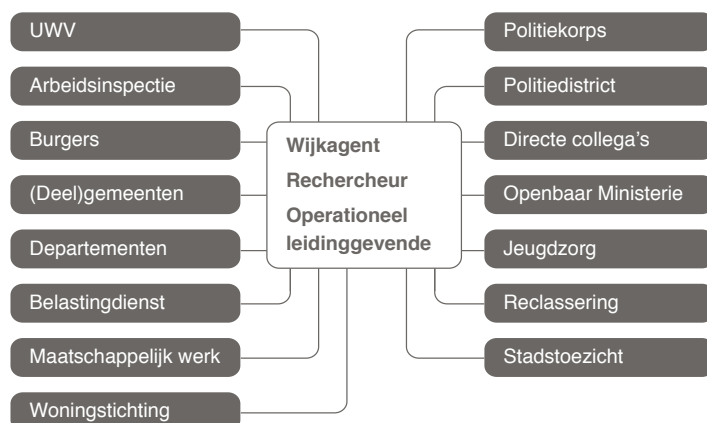 UWV
Arbeidsinspectie
Burgers
(Deel)gemeenten
Departementen
Belastingdienst
Maatschappelijk werk
Woningstichting
Wijkagent
Rechercheur
Operationeel
leidinggevende
Politiekorps
Politiedistrict
Directe collega’s
Openbaar Ministerie
Jeugdzorg
Reclassering
Stadstoezicht